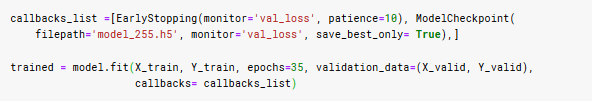 callbacks_list =[EarlyStopping(monitor='val_loss', patience=10), ModelCheckpoint(
filepath='model_255.h5', monitor='val_loss', save_best_only= True),]
trained = model.fit(X_train, Y_train, epochs=35, validation_data=(X_valid, Y_valid),
callbacks= callbacks_list)